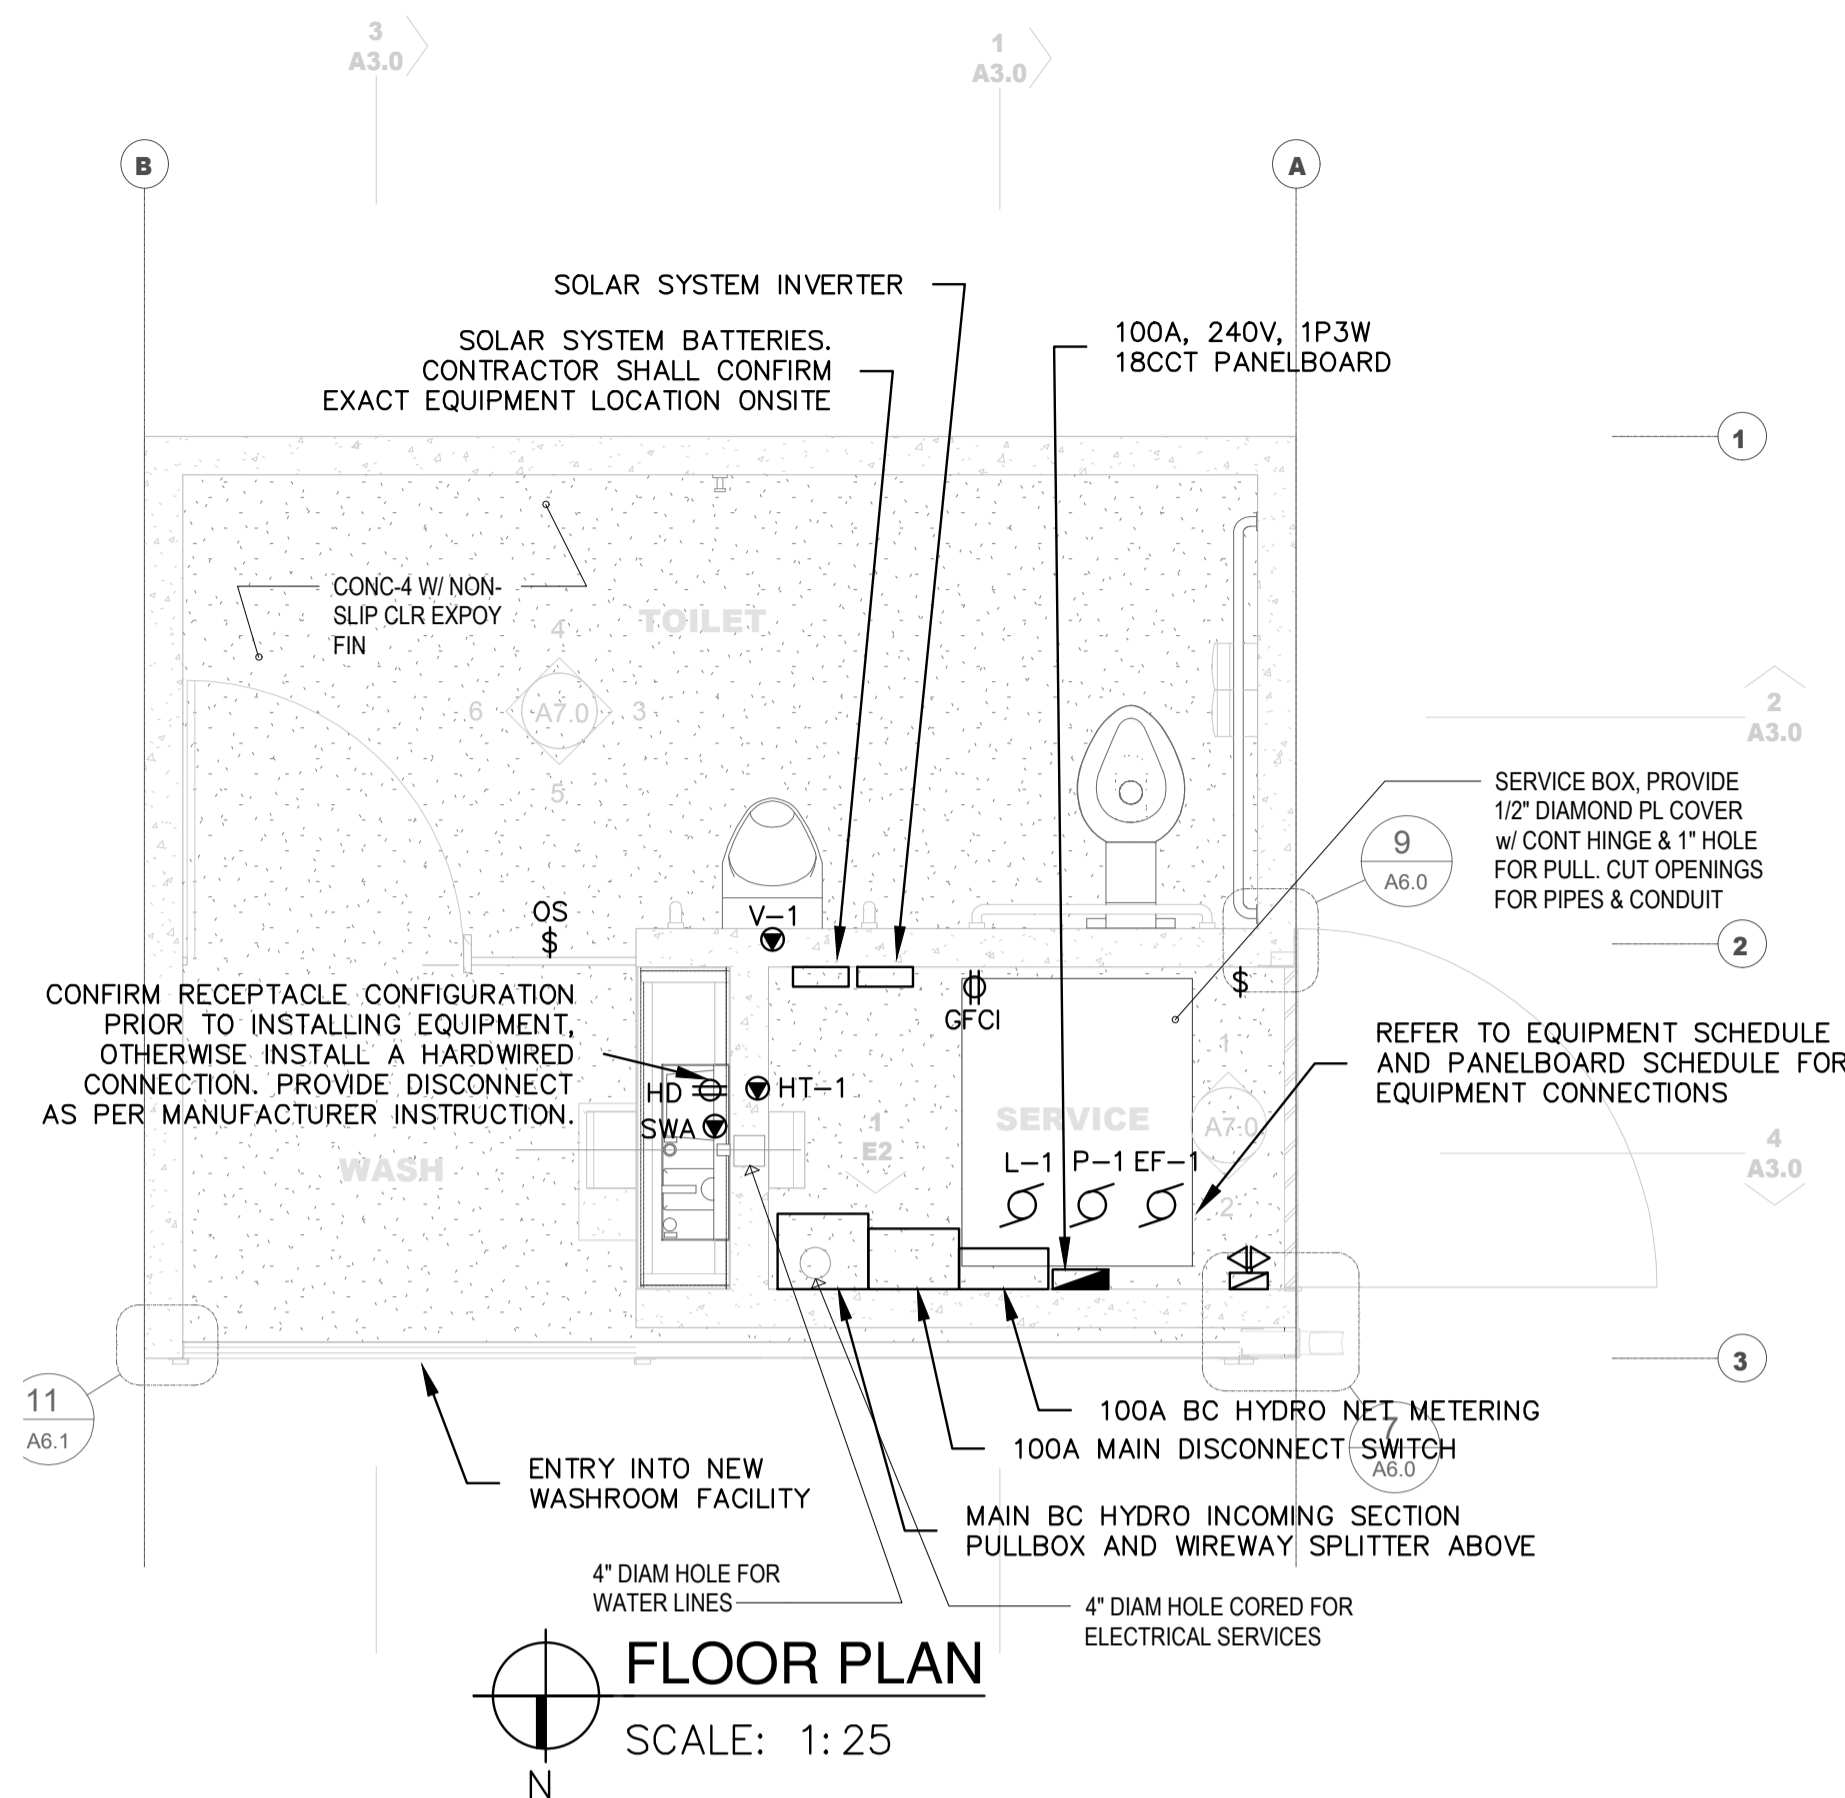 3
A3.0
1
A3.0
B
A
SOLAR SYSTEM INVERTER
SOLAR SYSTEM BATTERIES.
CONTRACTOR SHALL CONFIRM
EXACT EQUIPMENT LOCATION ONSITE
100A, 240V, 1P3W
18CCT PANELBOARD
1
CONC-4 W/ NON-
SLIP CLR EXPOY
FIN
TOILET
4
6
A7.0
3
5
2
A3.0
SERVICE BOX, PROVIDE
1/2" DIAMOND PL COVER
w/ CONT HINGE & 1" HOLE
FOR PULL. CUT OPENINGS
FOR PIPES & CONDUIT
9
A6.0
OS
$
V-1
2
$
GFCI
CONFIRM RECEPTACLE CONFIGURATION
PRIOR TO INSTALLING EQUIPMENT,
OTHERWISE INSTALL A HARDWIRED
CONNECTION. PROVIDE DISCONNECT
AS PER MANUFACTURER INSTRUCTION.
HD
HT-1
SWA
REFER TO EQUIPMENT SCHEDULE
AND PANELBOARD SCHEDULE FOR
EQUIPMENT CONNECTIONS
1
A7.0
2
SERVICE
1
E2
WASH
L-1 P-1 EF-1
4
A3.0
3
11
A6.1
100A BC HYDRO NET METERING
100A MAIN DISCONNECT SWITCH
7
A6.0
ENTRY INTO NEW
WASHROOM FACILITY
MAIN BC HYDRO INCOMING SECTION
PULLBOX AND WIREWAY SPLITTER ABOVE
4" DIAM HOLE FOR
WATER LINES
4" DIAM HOLE CORED FOR
ELECTRICAL SERVICES
FLOOR PLAN
SCALE: 1:25
N